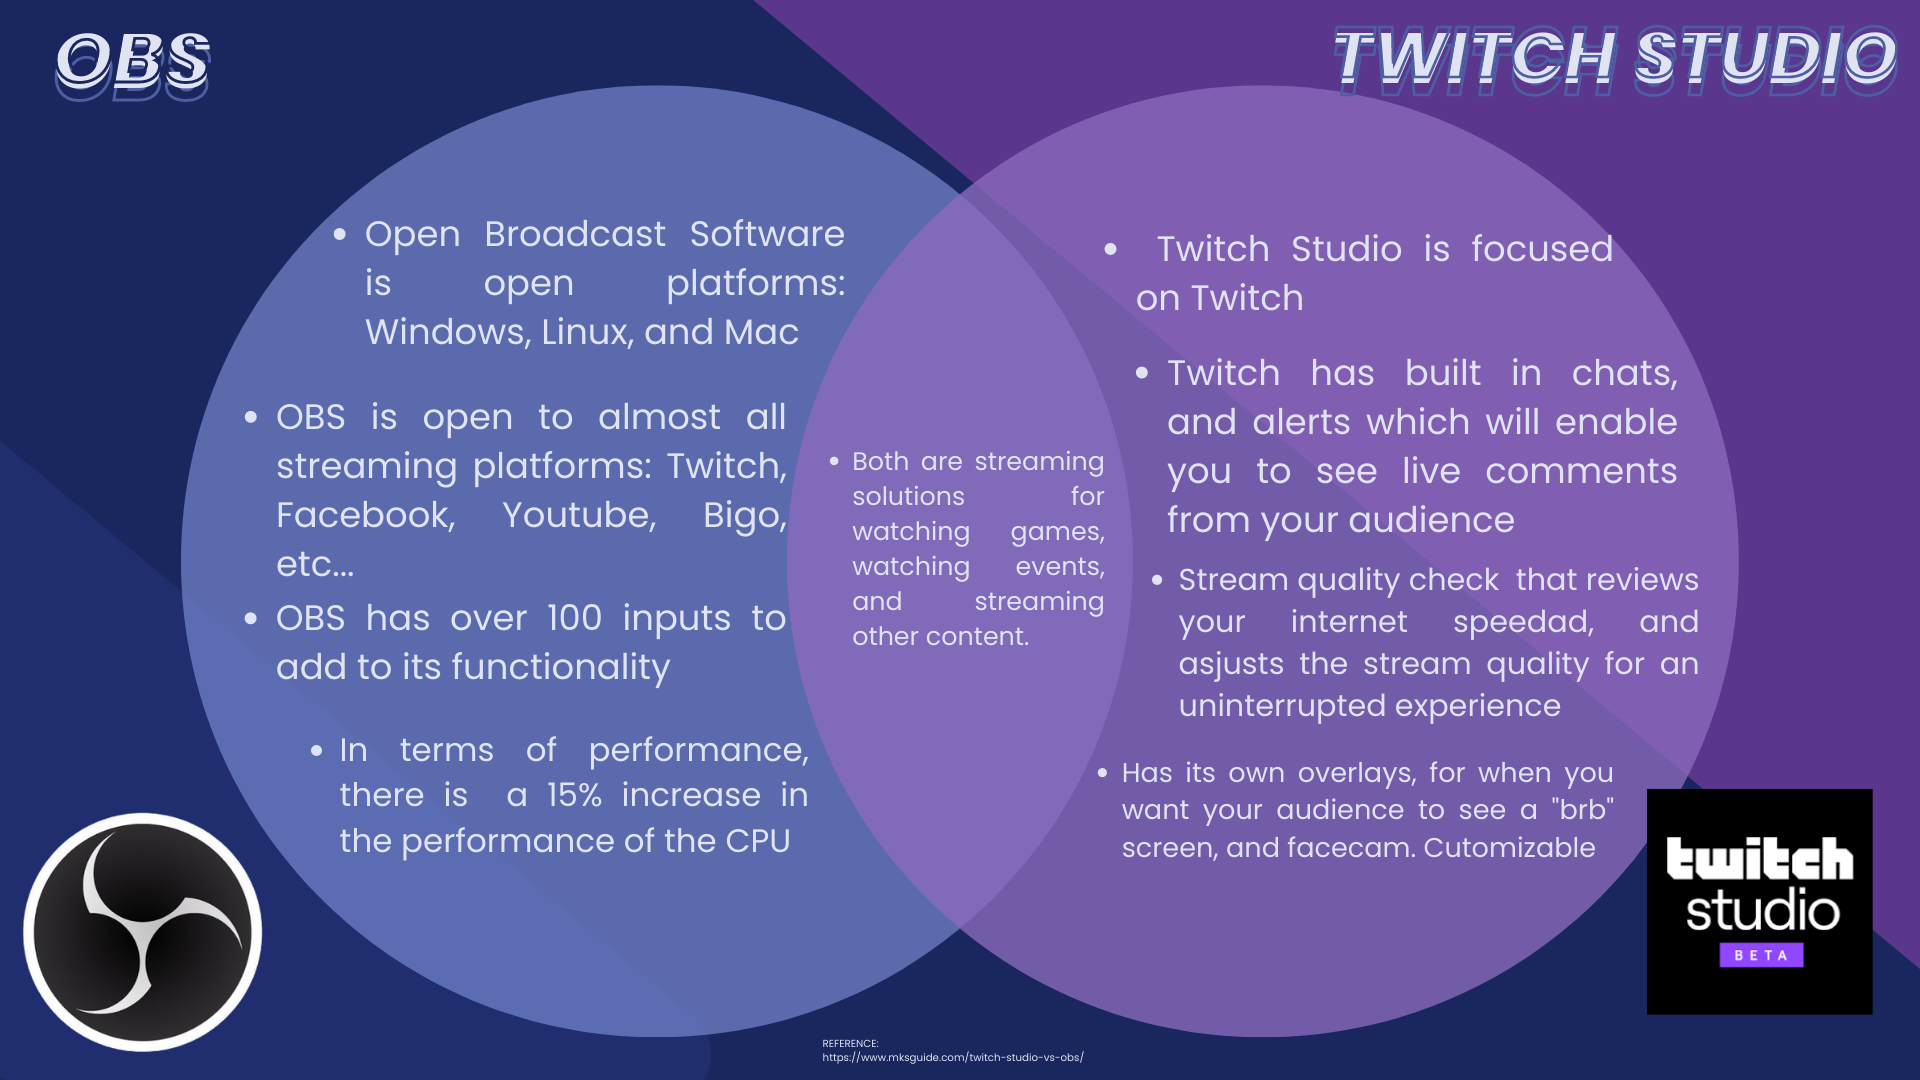 OBS
TWITCH STUDIO
• Open Broadcast Software
is open platforms:
Windows, Linux, and Mac
• OBS is open to almost all
streaming platforms: Twitch,
Facebook, Youtube, Bigo,
etc...
• OBS has over 100 inputs to
add to its functionality
• In terms of performance,
there is a 15% increase in
the performance of the CPU
• Both are streaming
solutions for
watching games,
watching events,
and streaming
other content.
• Twitch Studio is focused
on Twitch
• Twitch has built in chats,
and alerts which will enable
you to see live comments
from your audience
• Stream quality check that reviews
your internet speedad, and
asjusts the stream quality for an
uninterrupted experience
• Has its own overlays, for when you
want your audience to see a "brb"
screen, and facecam. Cutomizable
twitch
studio
BETA
REFERENCE:
https://www.mksguide.com/twitch-studio-vs-obs/